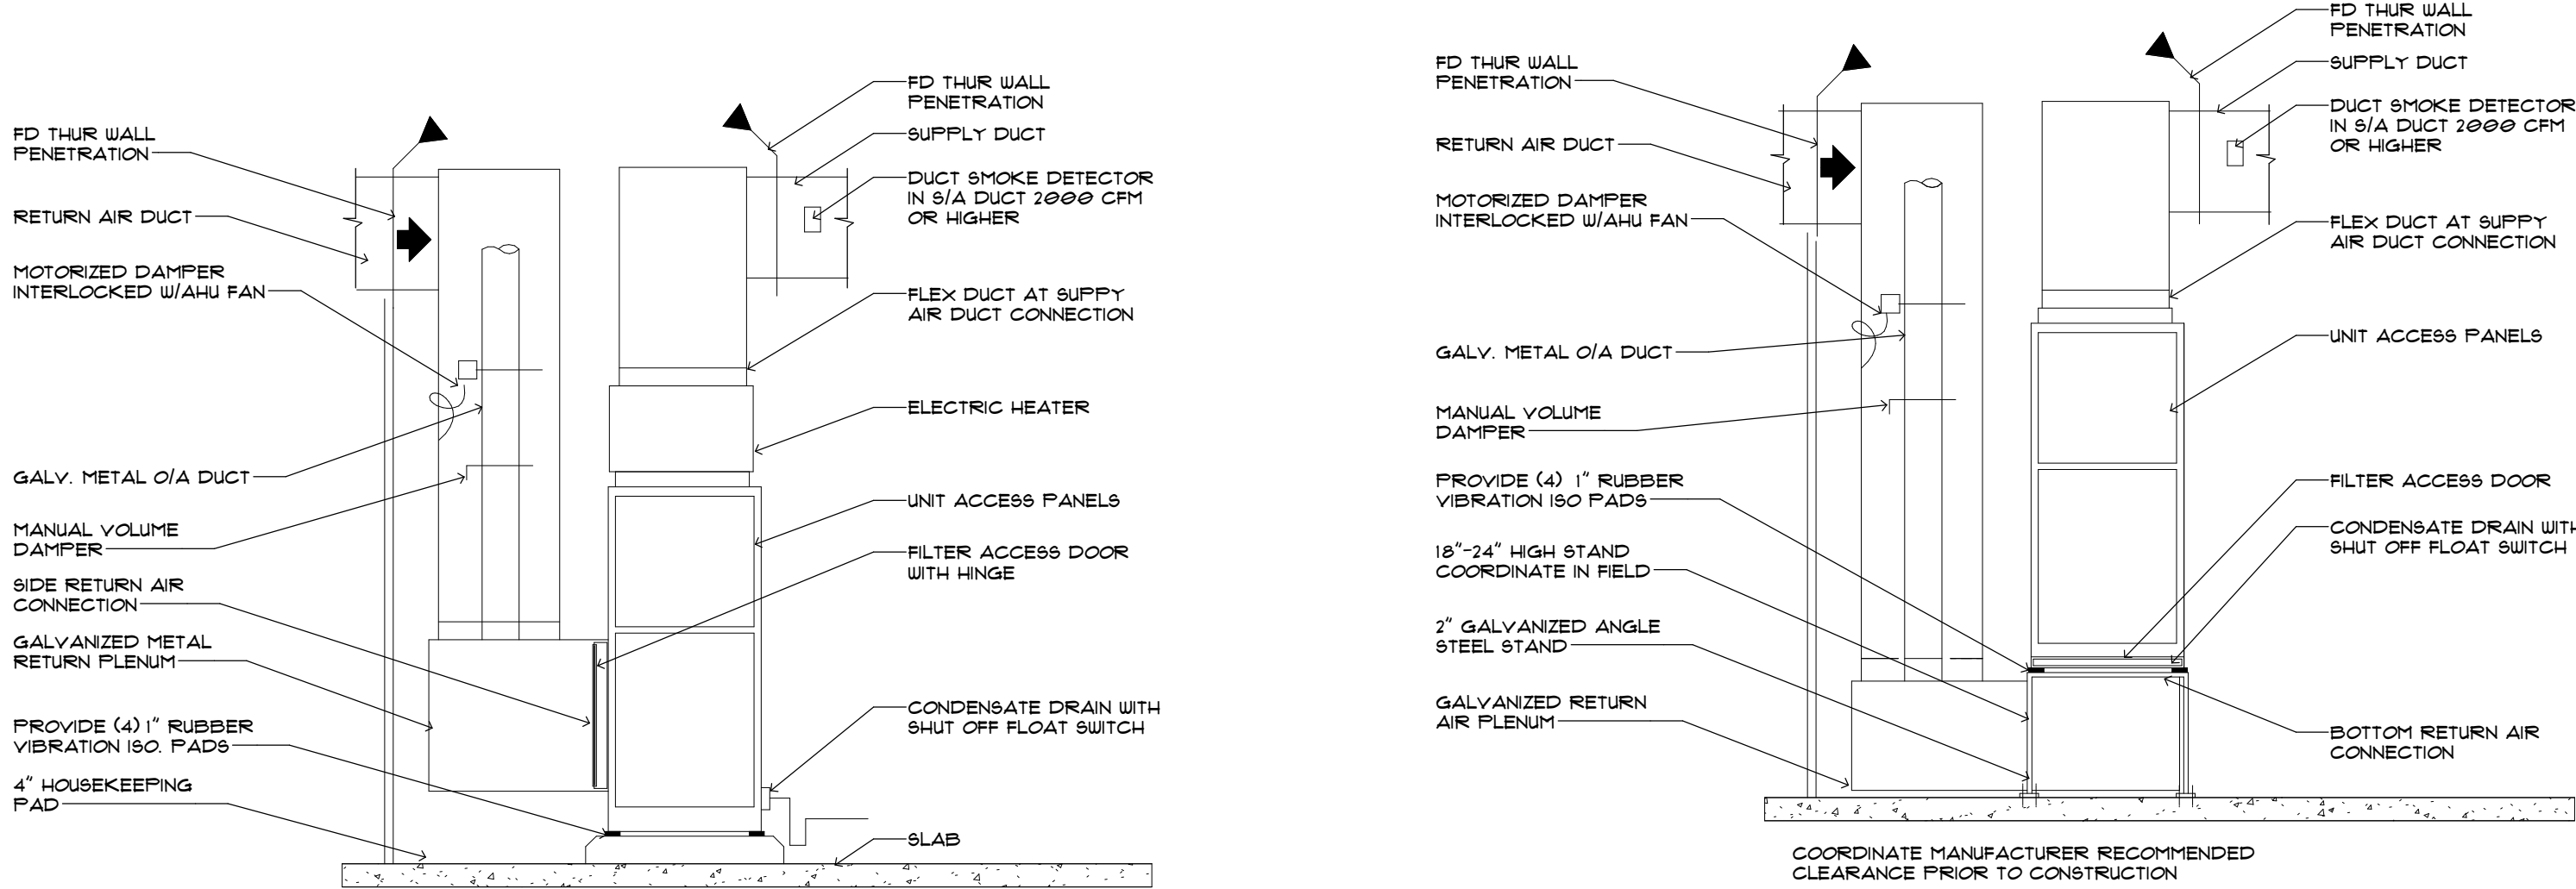 FD THUR WALL
PENETRATION
RETURN AIR DUCT
MOTORIZED DAMPER
INTERLOCKED W/AHU FAN
GALV. METAL O/A DUCT
MANUAL VOLUME
DAMPER
SIDE RETURN AIR
CONNECTION
GALVANIZED METAL
RETURN PLENUM
PROVIDE (4) 1" RUBBER
VIBRATION ISO. PADS
4" HOUSEKEEPING
PAD
FD THUR WALL
PENETRATION
SUPPLY DUCT
DUCT SMOKE DETECTOR
IN S/A DUCT 2000 CFM
OR HIGHER
FLEX DUCT AT SUPPY
AIR DUCT CONNECTION
ELECTRIC HEATER
UNIT ACCESS PANELS
FILTER ACCESS DOOR
WITH HINGE
CONDENSATE DRAIN WITH
SHUT OFF FLOAT SWITCH
SLAB
FD THUR WALL
PENETRATION
RETURN AIR DUCT
MOTORIZED DAMPER
INTERLOCKED W/AHU FAN
GALV. METAL O/A DUCT
MANUAL VOLUME
DAMPER
PROVIDE (4) 1" RUBBER
VIBRATION ISO PADS
18"-24" HIGH STAND
COORDINATE IN FIELD
2" GALVANIZED ANGLE
STEEL STAND
GALVANIZED RETURN
AIR PLENUM
FD THUR WALL
PENETRATION
SUPPLY DUCT
DUCT SMOKE DETECTOR
IN S/A DUCT 2000 CFM
OR HIGHER
FLEX DUCT AT SUPPY
AIR DUCT CONNECTION
UNIT ACCESS PANELS
FILTER ACCESS DOOR
CONDENSATE DRAIN WITH
SHUT OFF FLOAT SWITCH
BOTTOM RETURN AIR
CONNECTION
COORDINATE MANUFACTURER RECOMMENDED
CLEARANCE PRIOR TO CONSTRUCTION